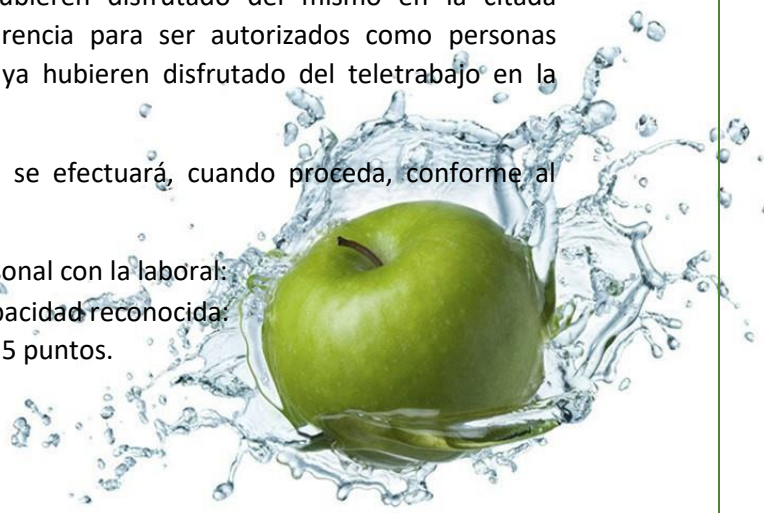 hubieren disfrutado del mismo en la citada
rencia para ser autorizados como personas
ya hubieren disfrutado del teletrabajo en la
se efectuará, cuando proceda, conforme al
sonal con la laboral:
pacidad reconocida:
5 puntos.